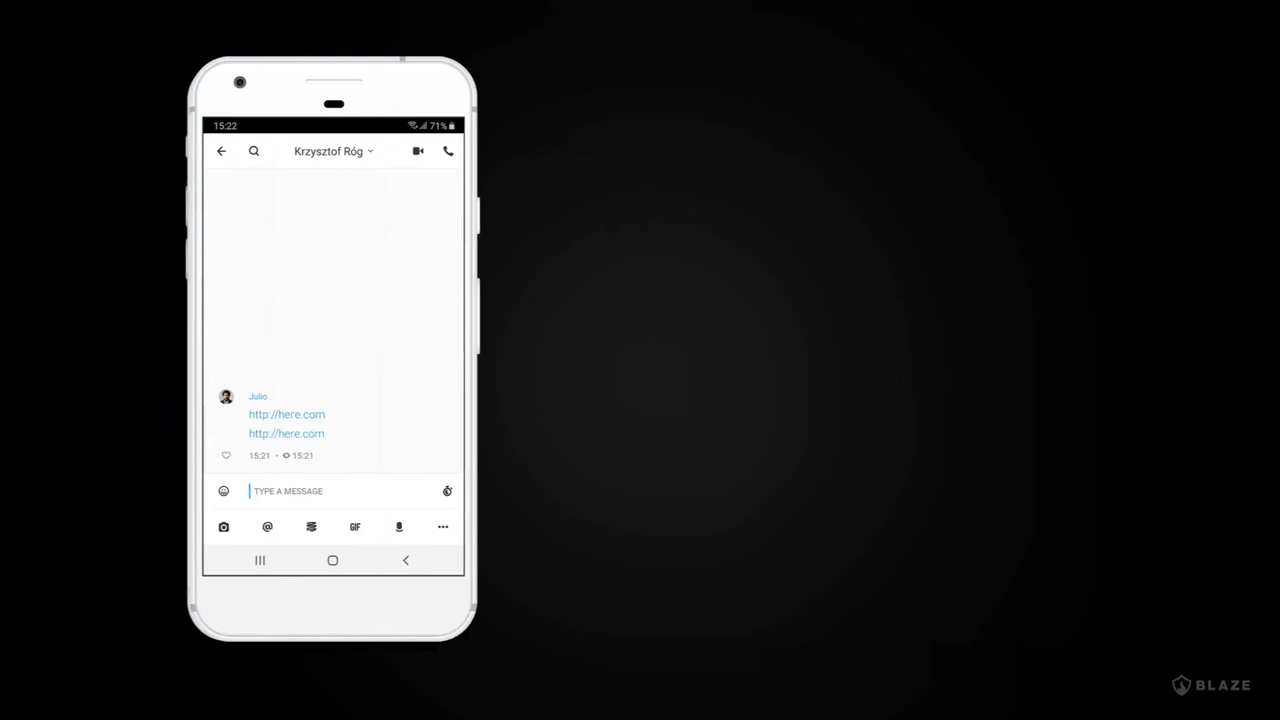 15:22 71%
Krzysztof Róg
Julio
http://here.com
http://here.com
15:21 • 15:21
TYPE A MESSAGE
@ GIF
BLAZE